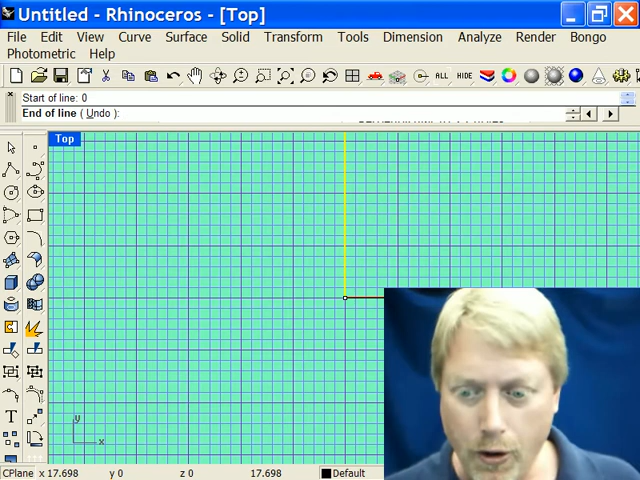 Untitled - Rhinoceros - [Top]
File Edit View Curve Surface Solid Transform Tools Dimension Analyze Render Bongo
Photometric Help
ALL HIDE
Start of line: 0
End of line ( Undo ):
Top
T
y
x
CPlane x 17.698 y 0 z 0 17.698 Default